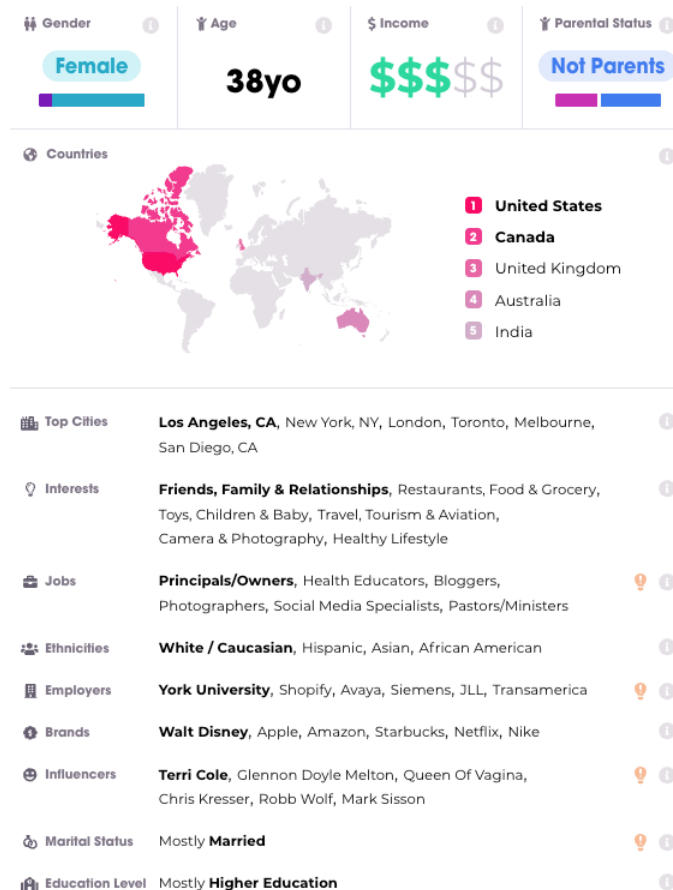 Gender
Age
$ Income
Parental Status
Female
38yo
$$$$$
Not Parents
Countries
1 United States
2 Canada
3 United Kingdom
4 Australia
5 India
Top Cities
Los Angeles, CA, New York, NY, London, Toronto, Melbourne,
San Diego, CA
Interests
Friends, Family & Relationships, Restaurants, Food & Grocery,
Toys, Children & Baby, Travel, Tourism & Aviation,
Camera & Photography, Healthy Lifestyle
Jobs
Principals/Owners, Health Educators, Bloggers,
Photographers, Social Media Specialists, Pastors/Ministers
Ethnicities
White / Caucasian, Hispanic, Asian, African American
Employers
York University, Shopify, Avaya, Siemens, JLL, Transamerica
Brands
Walt Disney, Apple, Amazon, Starbucks, Netflix, Nike
Influencers
Terri Cole, Glennon Doyle Melton, Queen Of Vagina,
Chris Kresser, Robb Wolf, Mark Sisson
Marital Status
Mostly Married
Education Level
Mostly Higher Education